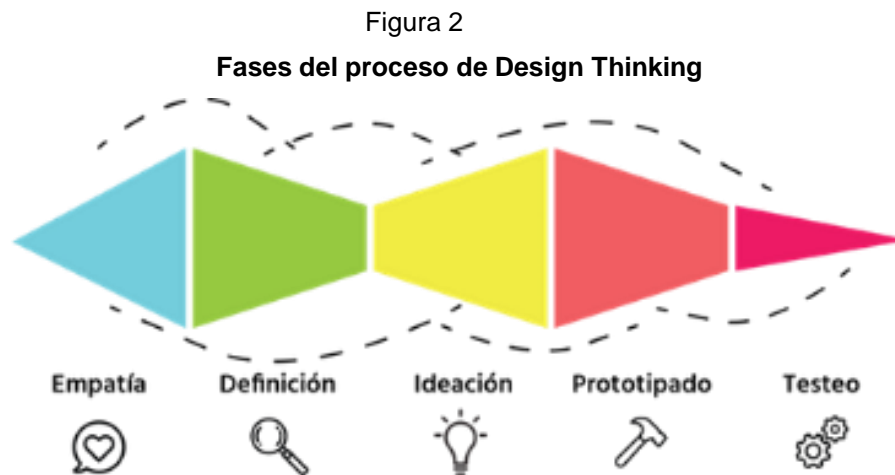 Figura 2
Fases del proceso de Design Thinking
Empatía Definición Ideación Prototipado Testeo